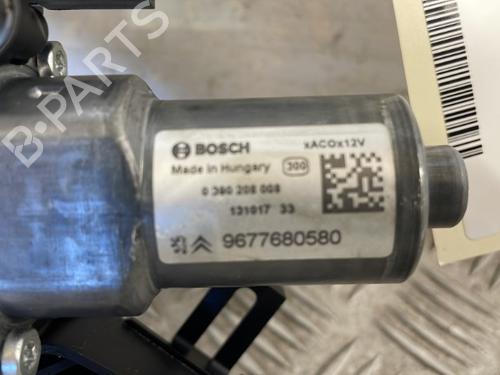 BOSCH xACOx12V
Made in Hungary 300
0 390 208 008
131017 33
9677680580
B-PARTS